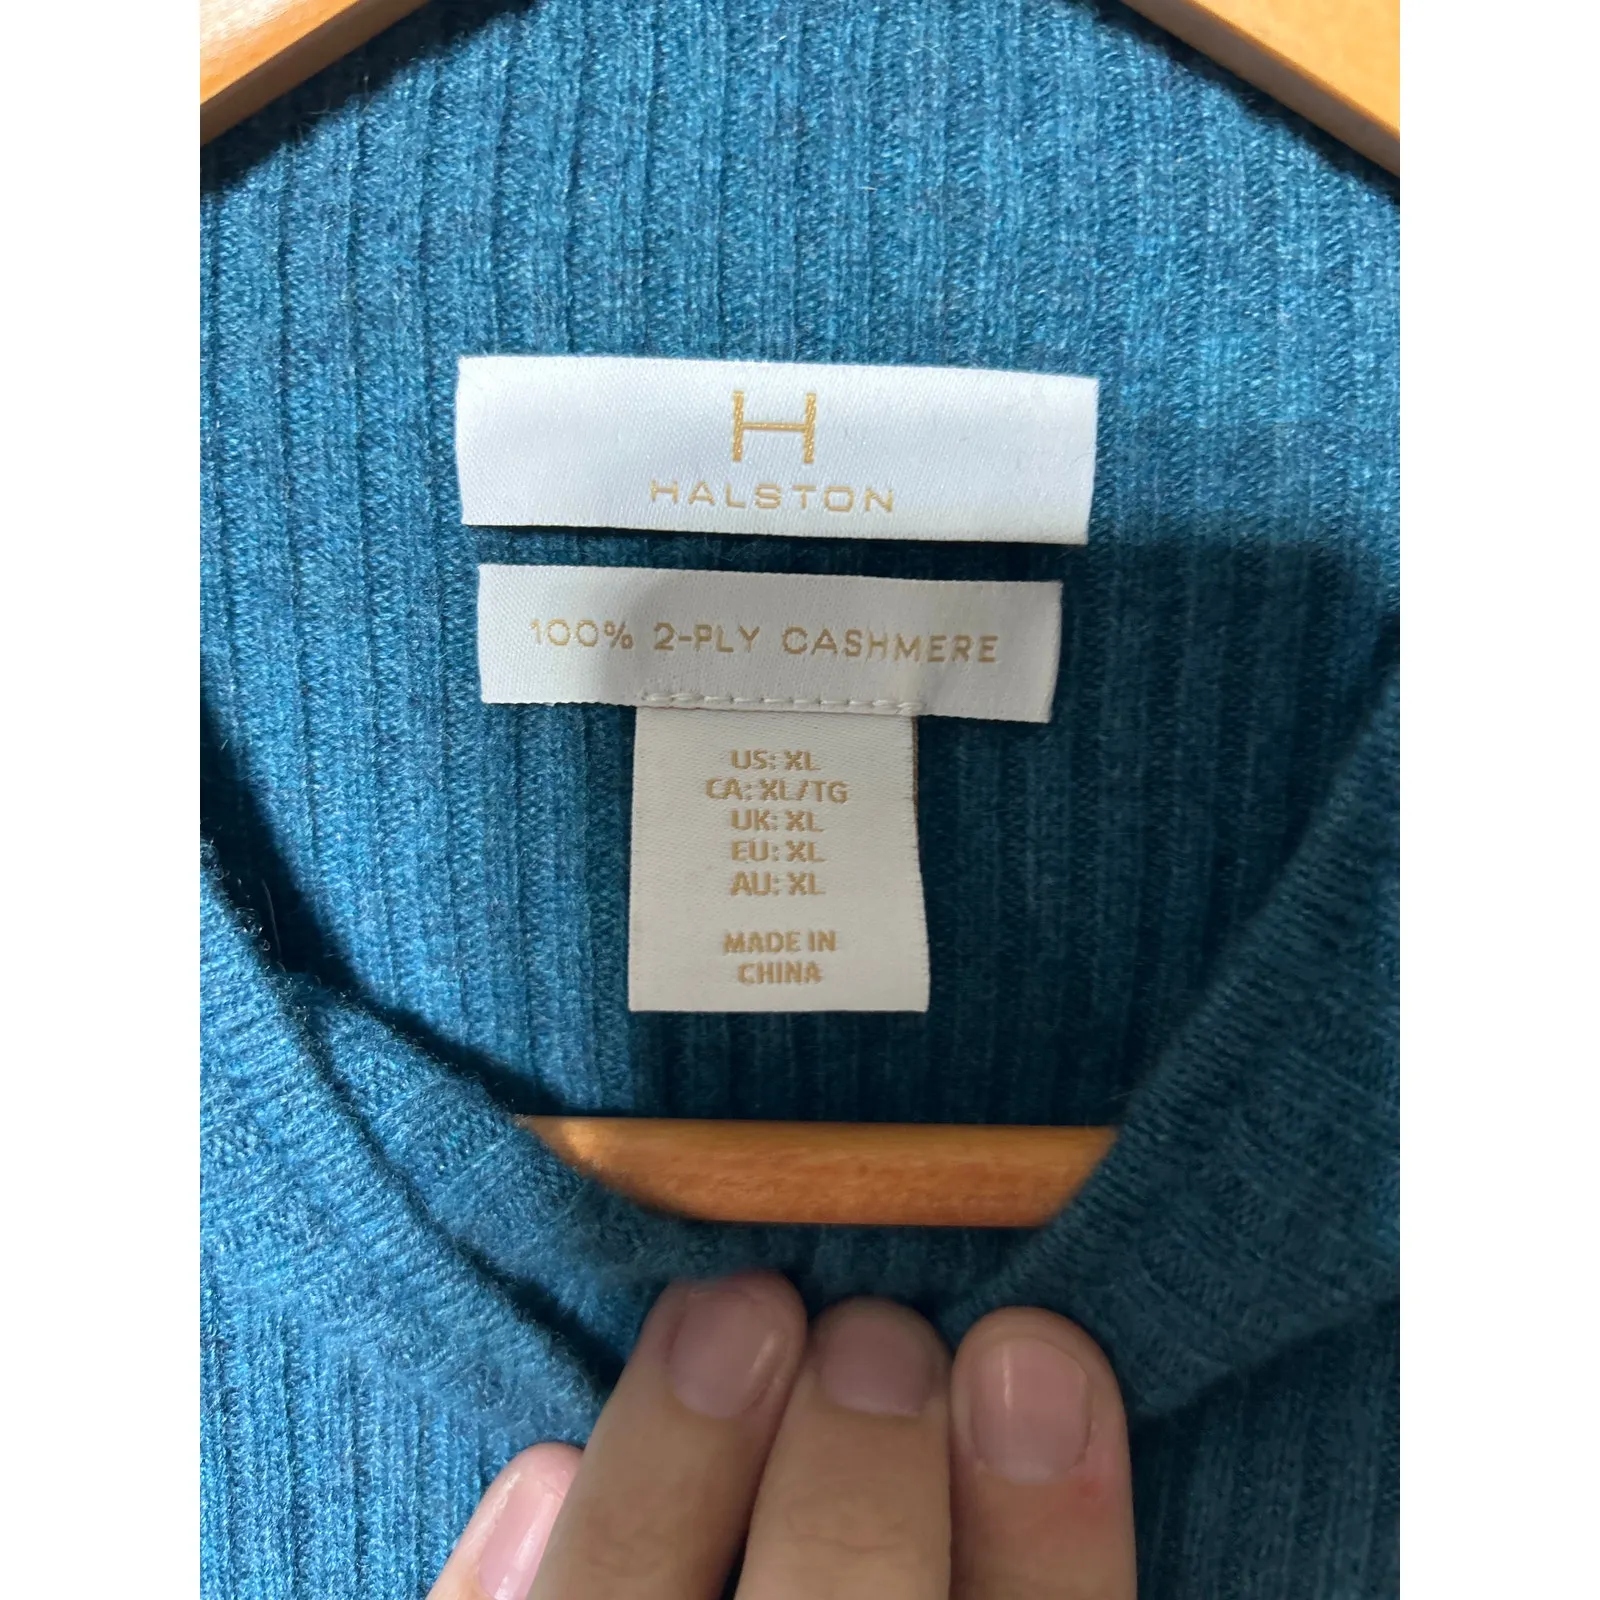 H
HALSTON
100% 2-PLY CASHMERE
US: XL
CA: XL/TG
UK: XL
EU: XL
AU: XL
MADE IN
CHINA